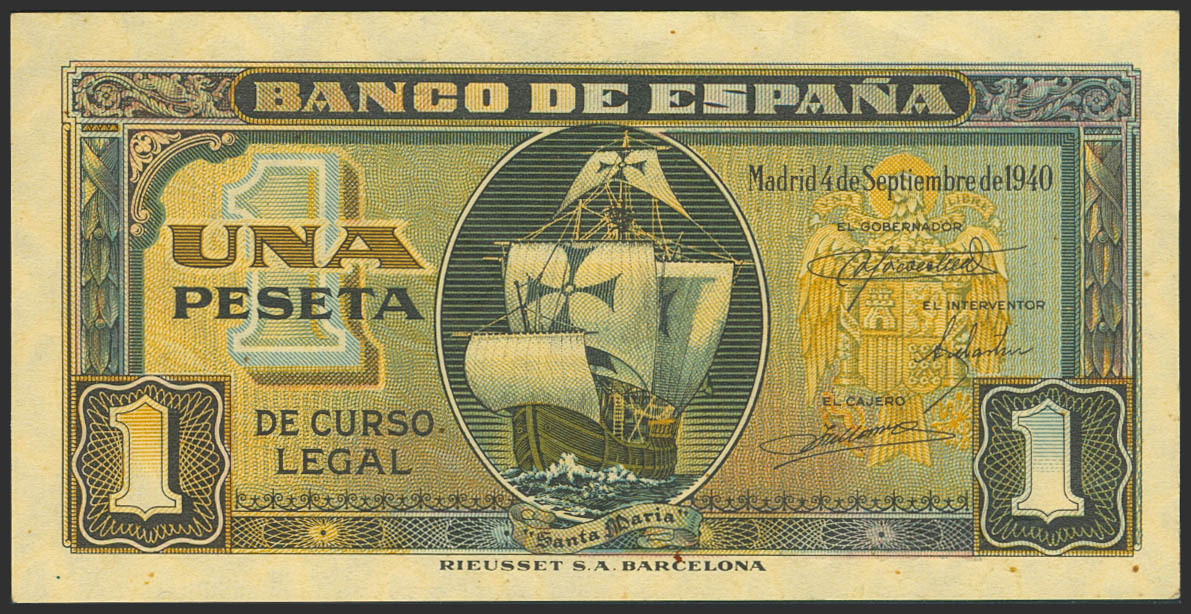 BANCO DE ESPAÑA
Madrid 4 de Septiembre de 1940
EL GOBERNADOR
EL INTERVENTOR
EL CAJERO
1
UNA
PESETA
DE CURSO
LEGAL
1
1
"Santa Maria"
RIEUSSET S.A. BARCELONA